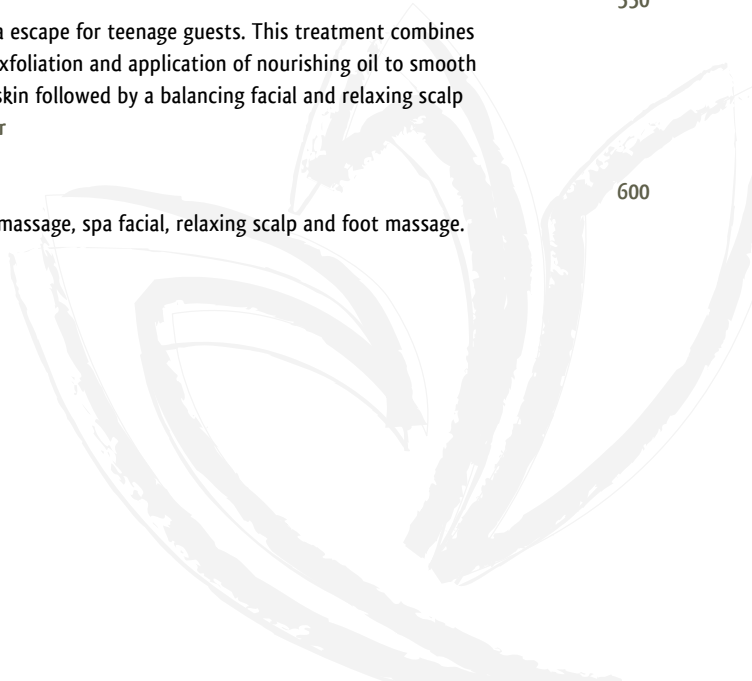 550
a escape for teenage guests. This treatment combines
xfoliation and application of nourishing oil to smooth
skin followed by a balancing facial and relaxing scalp
r
600
massage, spa facial, relaxing scalp and foot massage.